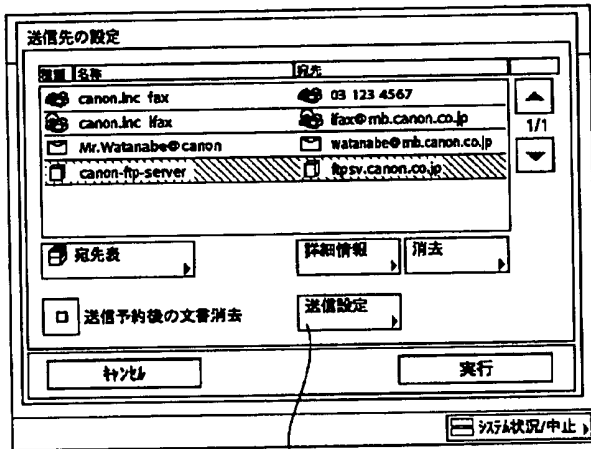 送信先の設定
種類 名称 宛先
canon.inc fax 03 123 4567
canon.inc ifax ifax@mb.canon.co.jp
Mr.Watanabe@canon watanabe@mb.canon.co.jp
canon-ftp-server ftpsv.canon.co.jp
1/1
宛先表 詳細情報 消去
送信予約後の文書消去 送信設定
キャンセル 実行
システム状況/中止